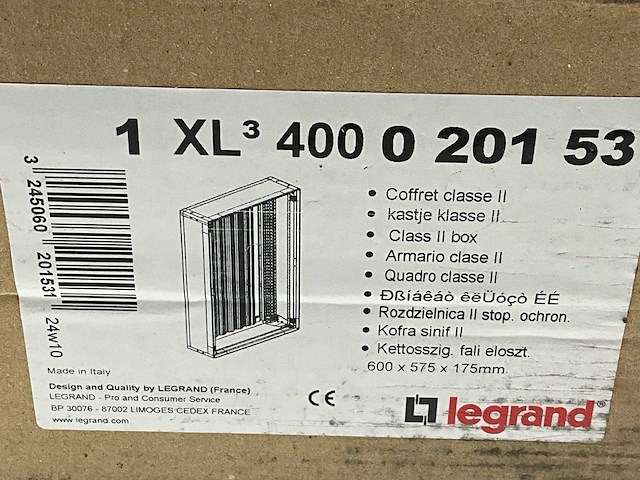 1 XL³ 400 0 201 53
3 245060 201531
24w10
• Coffret classe II
• kastje klasse II
• Class II box
• Armario clase II
• Quadro classe II
• Ðßíáêáò êëÜóçò ÉÉ
• Rozdzielnica II stop. ochron.
• Kofra sinif II
• Kettosszig. fali eloszt.
600 x 575 x 175mm
Made in Italy
Design and Quality by LEGRAND (France)
LEGRAND - Pro and Consumer Service
BP 30076 - 87002 LIMOGES CEDEX FRANCE
www.legrand.com
CE
legrand®